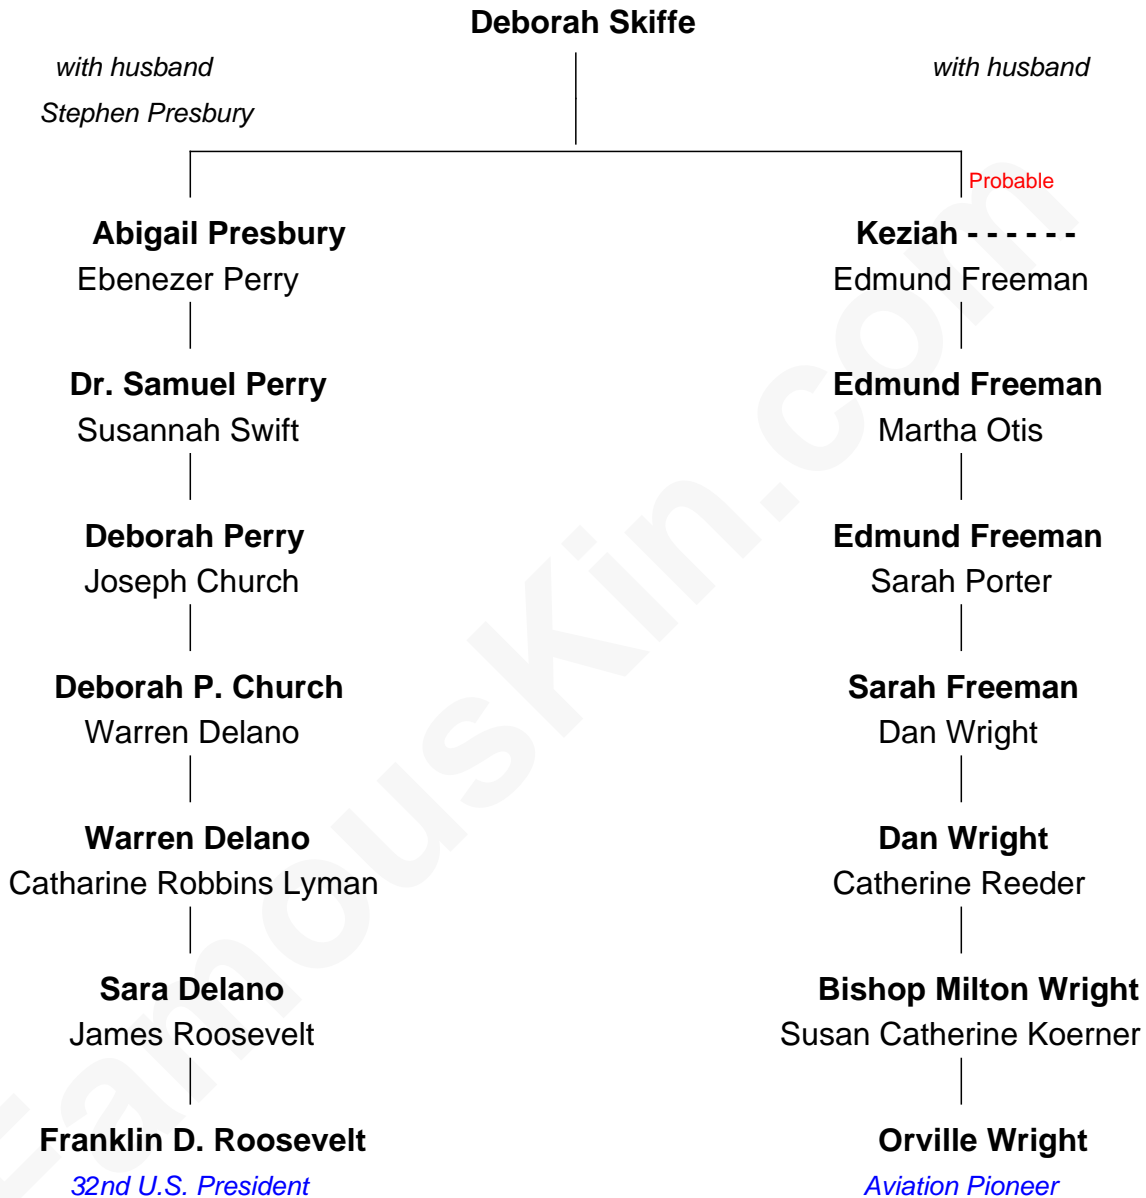 Deborah Skiffe
with husband
Stephen Presbury
with husband
Probable
Abigail Presbury
Ebenezer Perry
Keziah - - - - - -
Edmund Freeman
Dr. Samuel Perry
Susannah Swift
Edmund Freeman
Martha Otis
Deborah Perry
Joseph Church
Edmund Freeman
Sarah Porter
Deborah P. Church
Warren Delano
Sarah Freeman
Dan Wright
Warren Delano
Catharine Robbins Lyman
Dan Wright
Catherine Reeder
Sara Delano
James Roosevelt
Bishop Milton Wright
Susan Catherine Koerner
Franklin D. Roosevelt
32nd U.S. President
Orville Wright
Aviation Pioneer
FamousKin.com